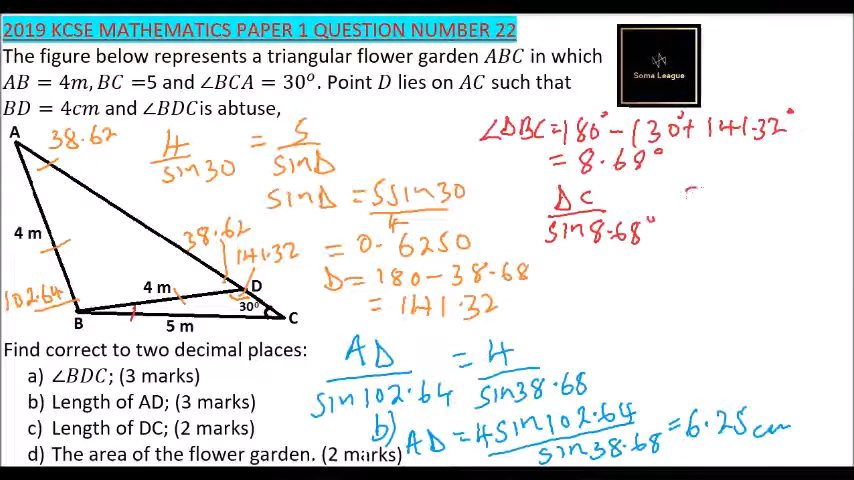 2019 KCSE MATHEMATICS PAPER 1 QUESTION NUMBER 22
The figure below represents a triangular flower garden ABC in which
AB = 4m, BC =5 and ∠BCA = 30°. Point D lies on AC such that
BD = 4cm and ∠BDC is abtuse,
Soma League
A
38.62
4 m
102.64
B
4 m
5 m
38.62
141.32
D
30°
C
4/sin30 = 5/sinD
sinD = 5sin30/4
= 0.6250
D = 180 - 38.68
= 141.32
∠DBC = 180° - (30° + 141.32°
= 8.68°
DC/sin8.68°
Find correct to two decimal places:
a) ∠BDC; (3 marks)
b) Length of AD; (3 marks)
c) Length of DC; (2 marks)
d) The area of the flower garden. (2 marks)
AD/sin102.64 = 4/sin38.68
b) AD = 4sin102.64/sin38.68 = 6.25cm